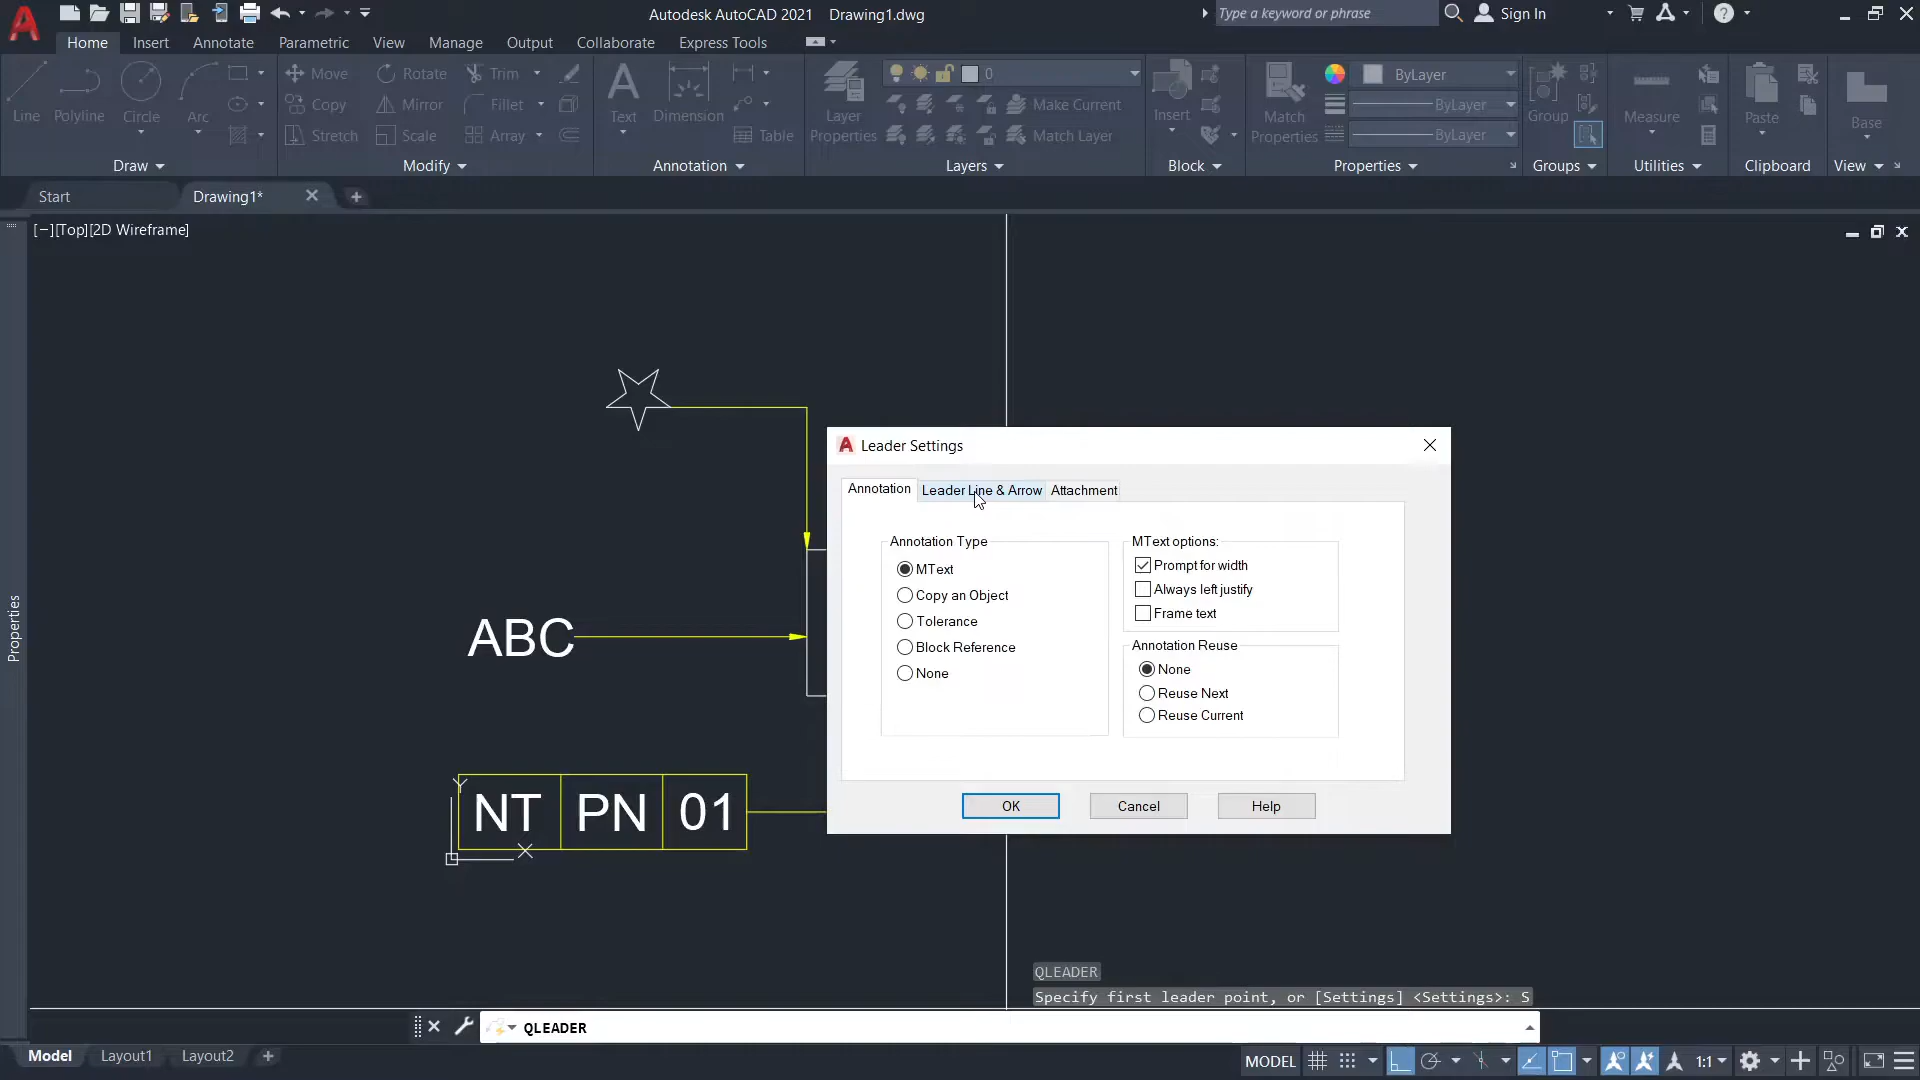 Autodesk AutoCAD 2021 Drawing1.dwg
Type a keyword or phrase
Sign In
Home Insert Annotate Parametric View Manage Output Collaborate Express Tools
Line Polyline Circle Arc
Move Rotate Trim
Copy Mirror Fillet
Stretch Scale Array
Text Dimension Table
Layer Properties
0
Make Current
Match Layer
Insert
Match Properties
ByLayer
ByLayer
ByLayer
Group
Measure
Paste
Base
Draw Modify Annotation Layers Block Properties Groups Utilities Clipboard View
Start Drawing1*
[−][Top][2D Wireframe]
Properties
ABC
NT PN 01
Y
X
Leader Settings
Annotation Leader Line & Arrow Attachment
Annotation Type
MText
Copy an Object
Tolerance
Block Reference
None
MText options:
Prompt for width
Always left justify
Frame text
Annotation Reuse
None
Reuse Next
Reuse Current
OK Cancel Help
QLEADER
Specify first leader point, or [Settings] <Settings>: S
QLEADER
Model Layout1 Layout2
MODEL 1:1